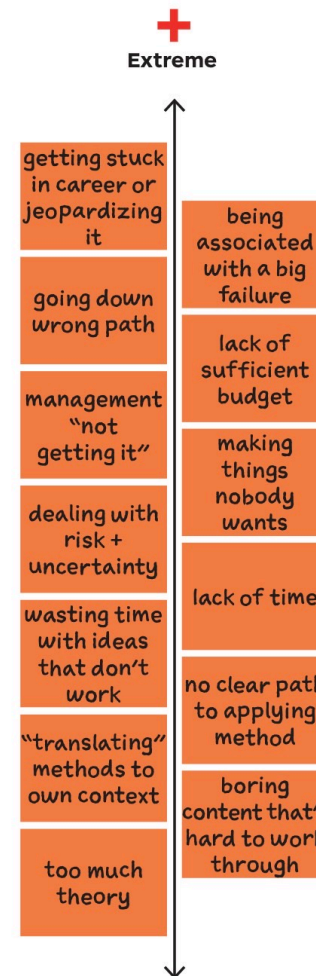 Extreme
getting stuck
in career or
jeopardizing
it
being
associated
with a big
failure
going down
wrong path
lack of
sufficient
budget
management
"not
getting it"
making
things
nobody
wants
dealing with
risk +
uncertainty
lack of time
wasting time
with ideas
that don't
work
no clear path
to applying
method
"translating"
methods to
own context
boring
content that's
hard to work
through
too much
theory